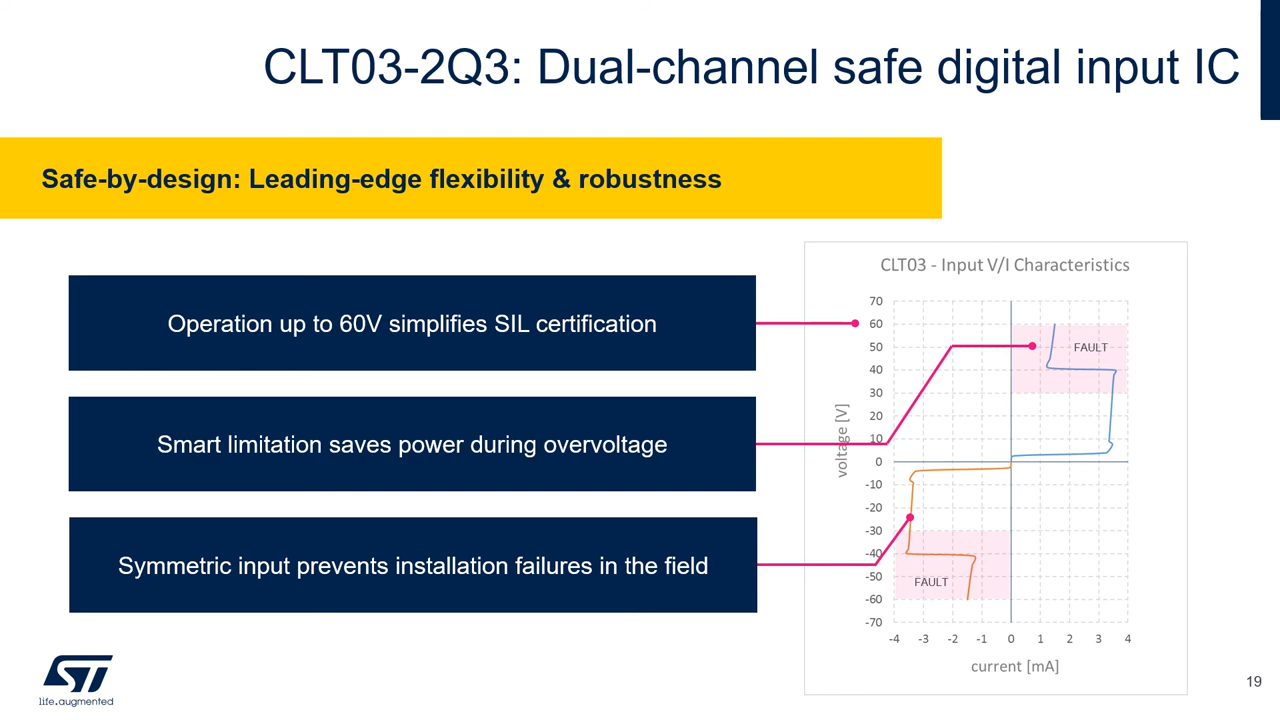 CLT03-2Q3: Dual-channel safe digital input IC
Safe-by-design: Leading-edge flexibility & robustness
Operation up to 60V simplifies SIL certification
Smart limitation saves power during overvoltage
Symmetric input prevents installation failures in the field
CLT03 - Input V/I Characteristics
voltage [V]
70
60
50
40
30
20
10
0
-10
-20
-30
-40
-50
-60
-70
FAULT
FAULT
-4 -3 -2 -1 0 1 2 3 4
current [mA]
ST
life.augmented
19